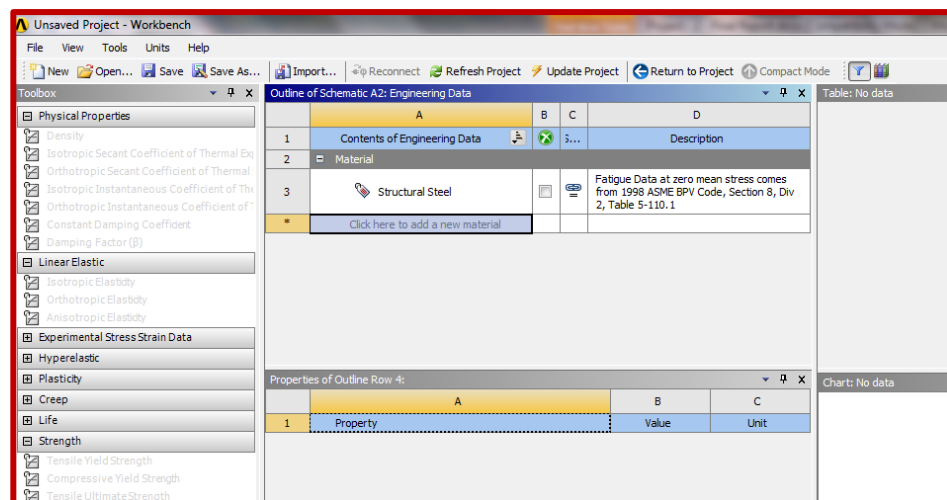 Unsaved Project - Workbench
File View Tools Units Help
New Open... Save Save As... Import... Reconnect Refresh Project Update Project Return to Project Compact Mode
Toolbox
Physical Properties
Density
Isotropic Secant Coefficient of Thermal Exp
Orthotropic Secant Coefficient of Thermal
Isotropic Instantaneous Coefficient of The
Orthotropic Instantaneous Coefficient of
Constant Damping Coefficient
Damping Factor (β)
Linear Elastic
Isotropic Elasticity
Orthotropic Elasticity
Anisotropic Elasticity
Experimental Stress Strain Data
Hyperelastic
Plasticity
Creep
Life
Strength
Tensile Yield Strength
Compressive Yield Strength
Tensile Ultimate Strength
Outline of Schematic A2: Engineering Data
A B C D
1 Contents of Engineering Data S... Description
2 Material
3 Structural Steel
Fatigue Data at zero mean stress comes
from 1998 ASME BPV Code, Section 8, Div
2, Table 5-110.1
* Click here to add a new material
Properties of Outline Row 4:
A B C
1 Property Value Unit
Table: No data
Chart: No data